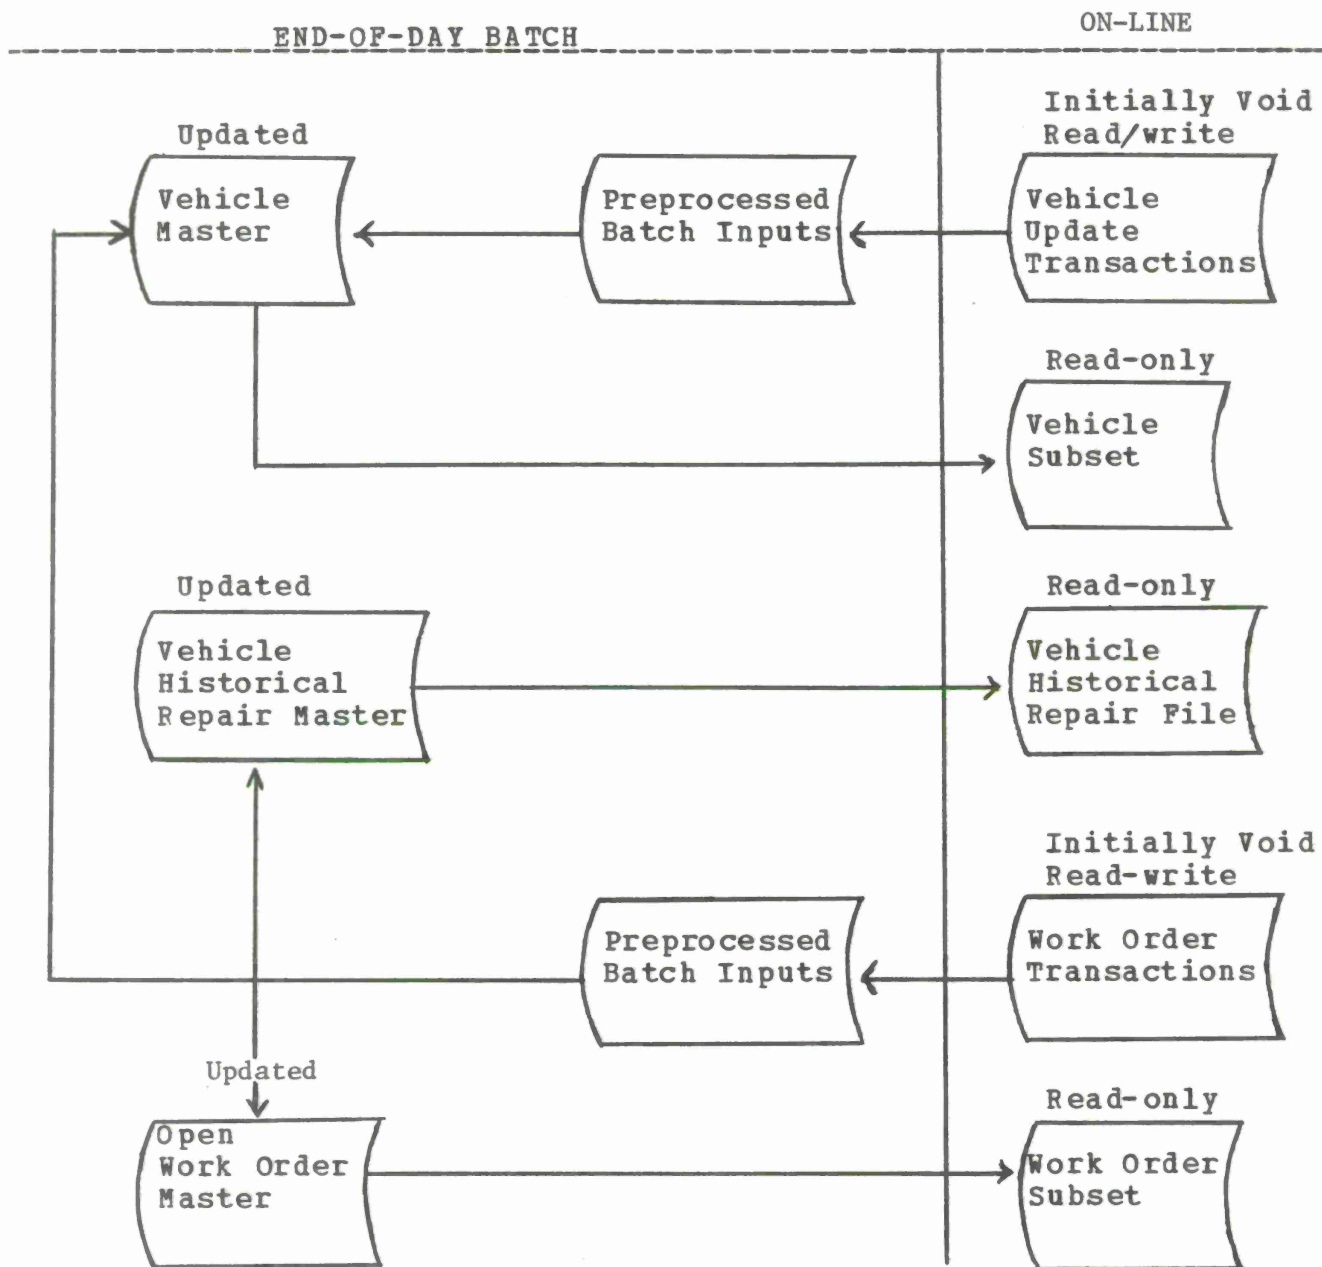 END-OF-DAY BATCH
ON-LINE
Initially Void
Read/write
Updated
Vehicle
Master
Preprocessed
Batch Inputs
Vehicle
Update
Transactions
Read-only
Vehicle
Subset
Updated
Read-only
Vehicle
Historical
Repair Master
Vehicle
Historical
Repair File
Initially Void
Read-write
Preprocessed
Batch Inputs
Work Order
Transactions
Updated
Read-only
Open
Work Order
Master
Work Order
Subset